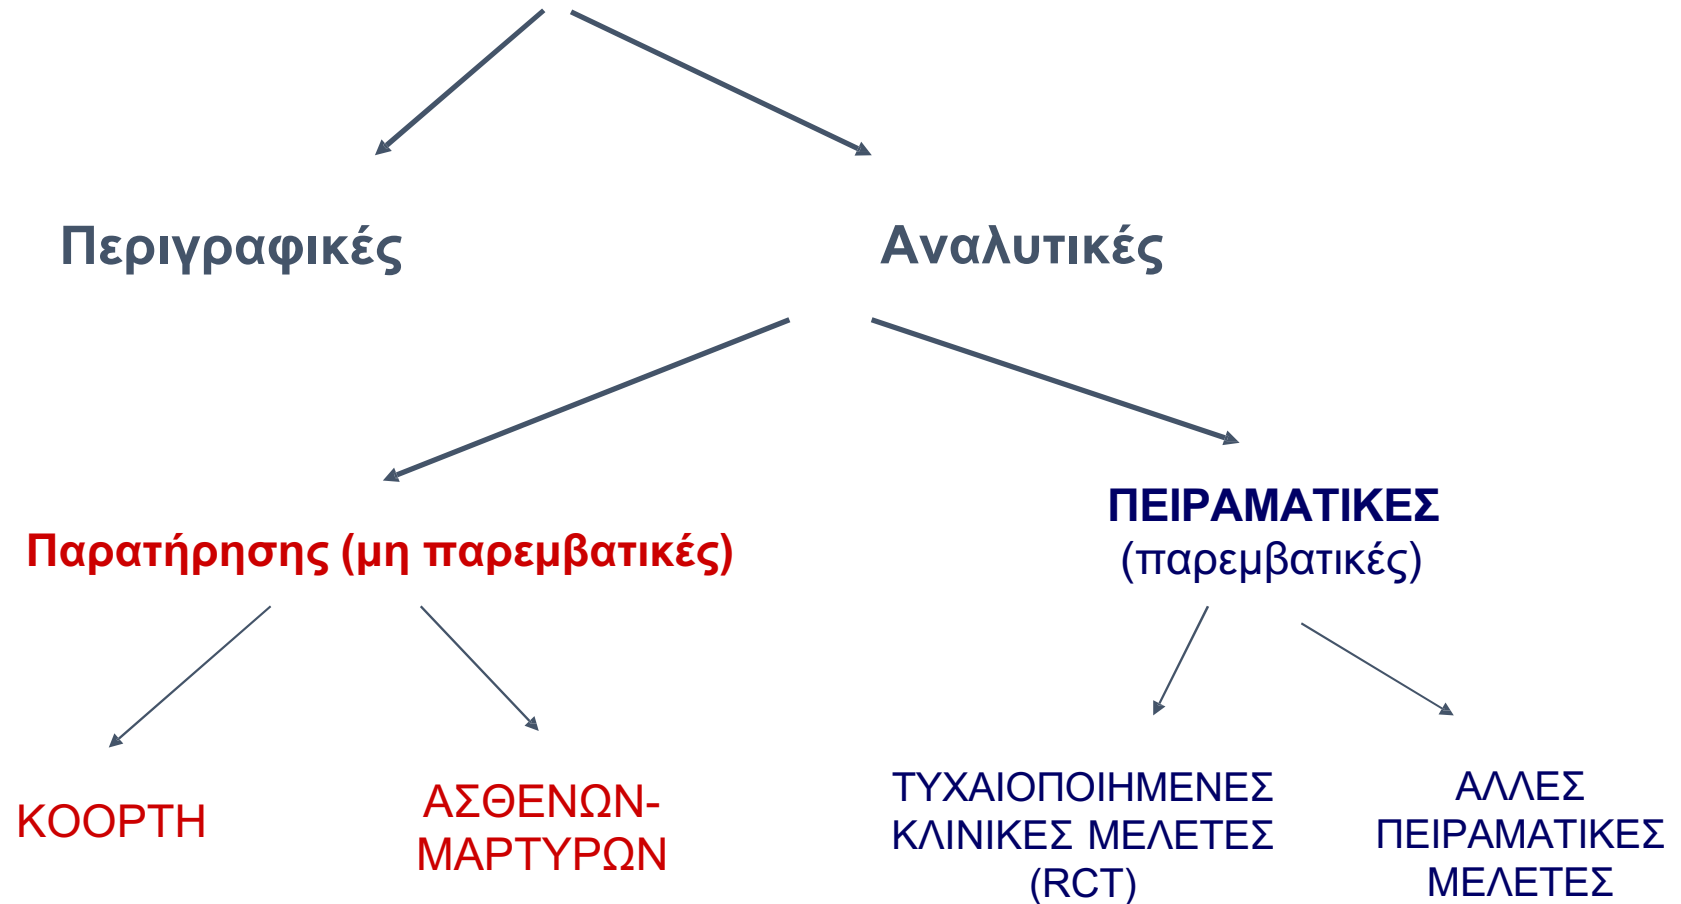 Περιγραφικές
Αναλυτικές
Παρατήρησης (μη παρεμβατικές)
ΠΕΙΡΑΜΑΤΙΚΕΣ
(παρεμβατικές)
ΚΟΟΡΤΗ
ΑΣΘΕΝΩΝ-
ΜΑΡΤΥΡΩΝ
ΤΥΧΑΙΟΠΟΙΗΜΕΝΕΣ
ΚΛΙΝΙΚΕΣ ΜΕΛΕΤΕΣ
(RCT)
ΑΛΛΕΣ
ΠΕΙΡΑΜΑΤΙΚΕΣ
ΜΕΛΕΤΕΣ